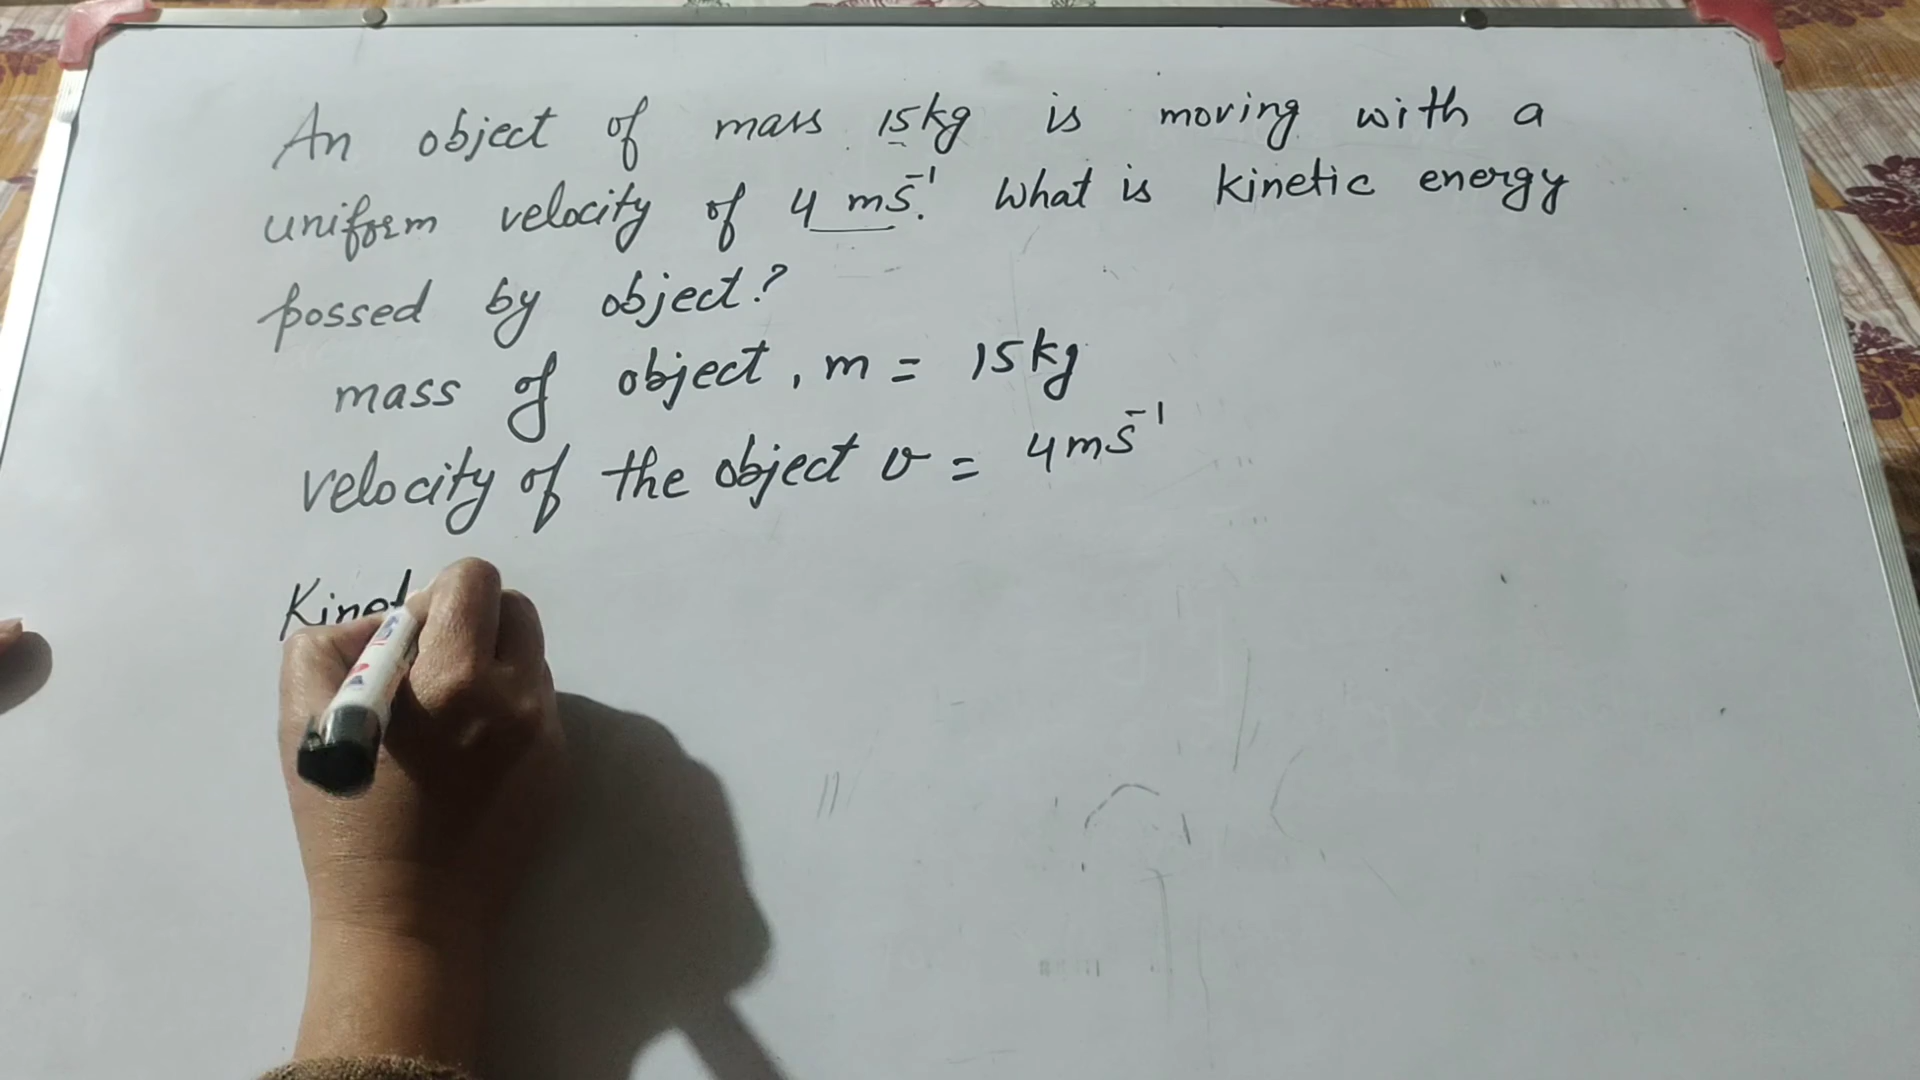 An object of mass 15kg is moving with a
uniform velocity of 4 ms⁻¹. What is kinetic energy
possed by object?
mass of object, m = 15kg
velocity of the object v = 4ms⁻¹
Kinet